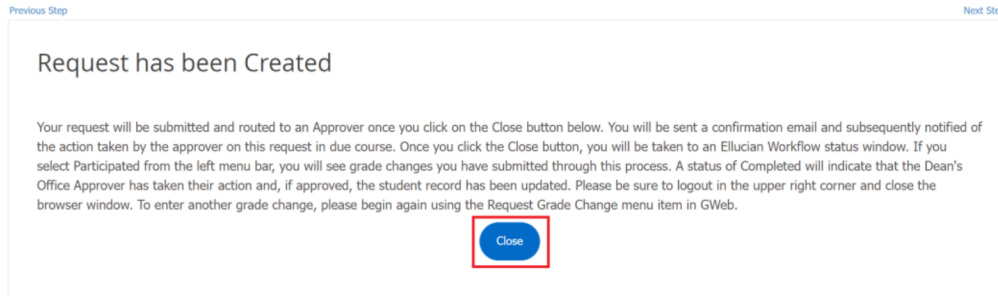 Previous Step
Next Ste
Request has been Created
Your request will be submitted and routed to an Approver once you click on the Close button below. You will be sent a confirmation email and subsequently notified of
the action taken by the approver on this request in due course. Once you click the Close button, you will be taken to an Ellucian Workflow status window. If you
select Participated from the left menu bar, you will see grade changes you have submitted through this process. A status of Completed will indicate that the Dean's
Office Approver has taken their action and, if approved, the student record has been updated. Please be sure to logout in the upper right corner and close the
browser window. To enter another grade change, please begin again using the Request Grade Change menu item in GWeb.
Close